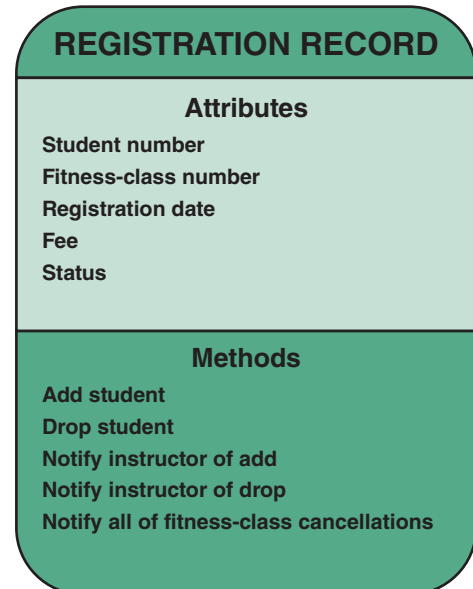 REGISTRATION RECORD
Attributes
Student number
Fitness-class number
Registration date
Fee
Status
Methods
Add student
Drop student
Notify instructor of add
Notify instructor of drop
Notify all of fitness-class cancellations